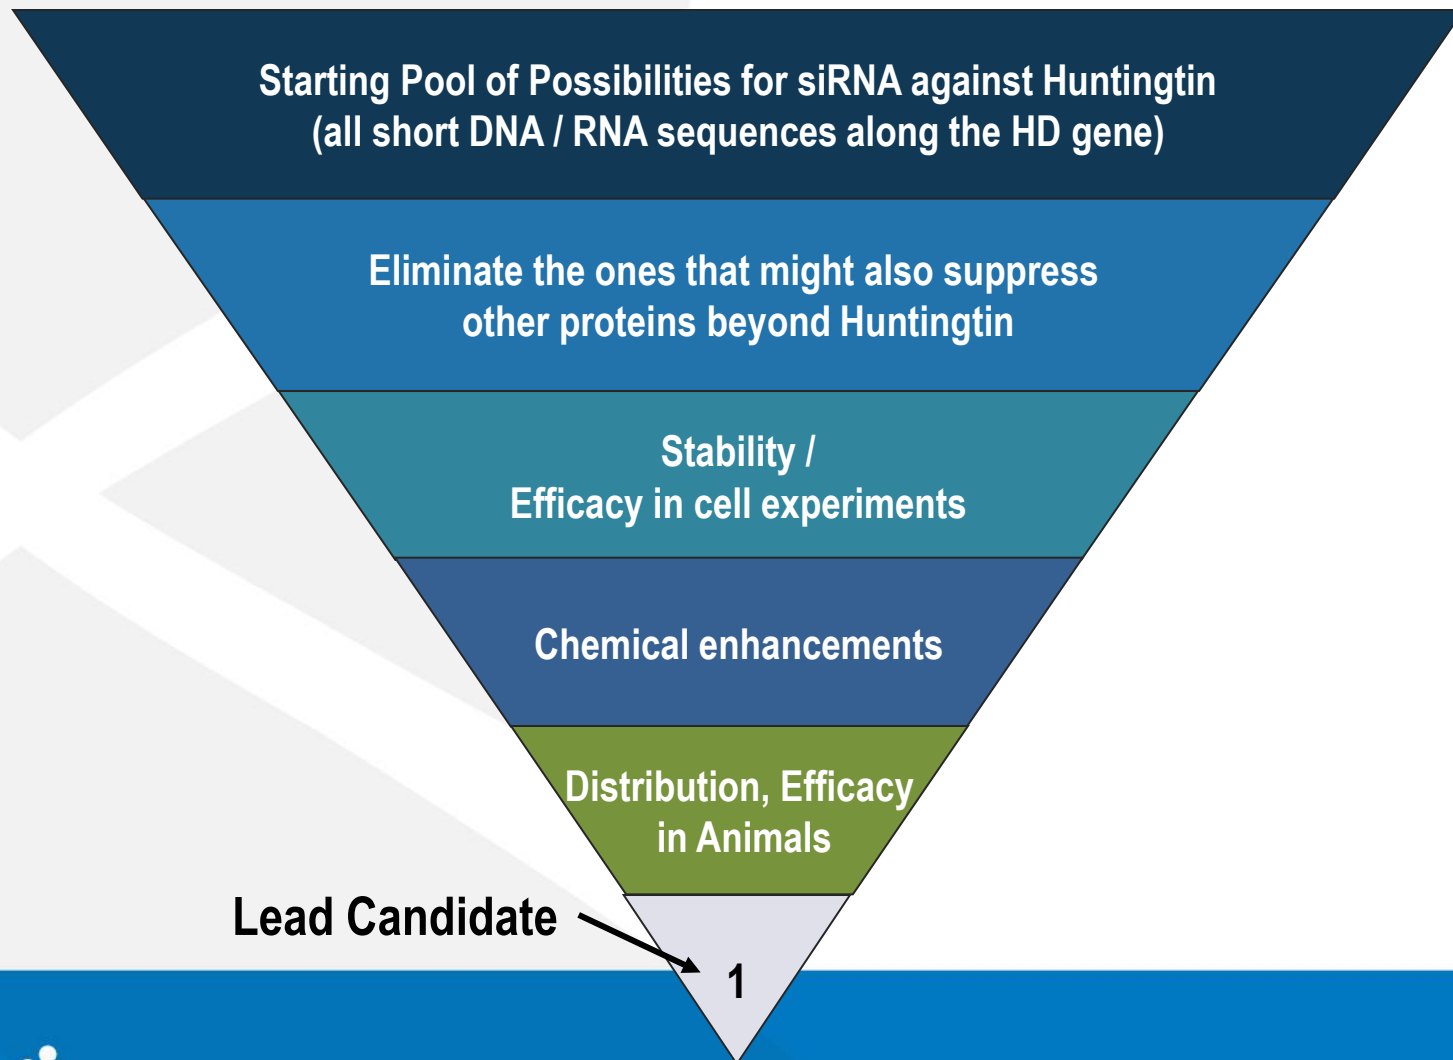 Starting Pool of Possibilities for siRNA against Huntingtin
(all short DNA / RNA sequences along the HD gene)
Eliminate the ones that might also suppress
other proteins beyond Huntingtin
Stability /
Efficacy in cell experiments
Chemical enhancements
Distribution, Efficacy
in Animals
Lead Candidate
1